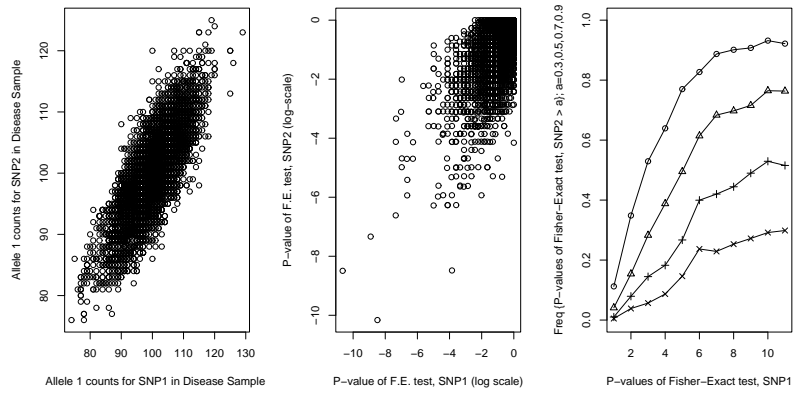 Allele 1 counts for SNP2 in Disease Sample
120
110
100
90
80
80 90 100 110 120 130
Allele 1 counts for SNP1 in Disease Sample
P−value of F.E. test, SNP2 (log−scale)
0
−2
−4
−6
−8
−10
−10 −8 −6 −4 −2 0
P−value of F.E. test, SNP1 (log scale)
Freq (P−values of Fisher−Exact test, SNP2 > a); a=0.3,0.5,0.7,0.9
1.0
0.8
0.6
0.4
0.2
0.0
2 4 6 8 10
P−values of Fisher−Exact test, SNP1